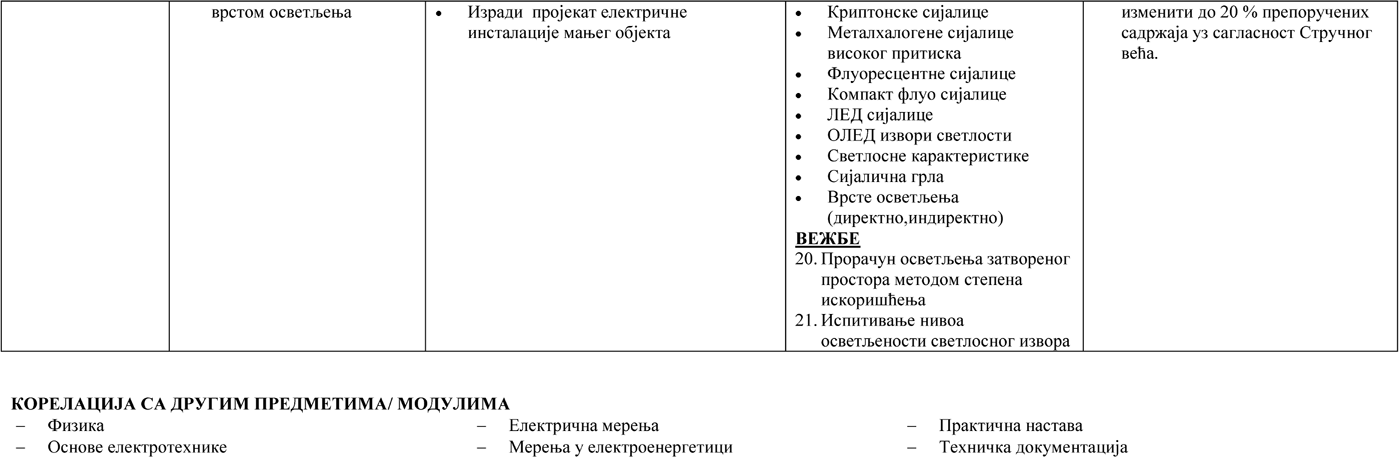 врстом осветљења
• Изради пројекат електричне
инсталације мањег објекта
• Криптонске сијалице
• Металхалогене сијалице
високог притиска
• Флуоресцентне сијалице
• Компакт флуо сијалице
• ЛЕД сијалице
• ОЛЕД извори светлости
• Светлосне карактеристике
• Сијалична грла
• Врсте осветљења
(директно,индиректно)
ВЕЖБЕ
20. Прорачун осветљења затвореног
простора методом степена
искоришћења
21. Испитивање нивоа
осветљености светлосног извора
изменити до 20 % препоручених
садржаја уз сагласност Стручног
већа.
КОРЕЛАЦИЈА СА ДРУГИМ ПРЕДМЕТИМА/ МОДУЛИМА
– Физика
– Основе електротехнике
– Електрична мерења
– Мерења у електроенергетици
– Практична настава
– Техничка документација